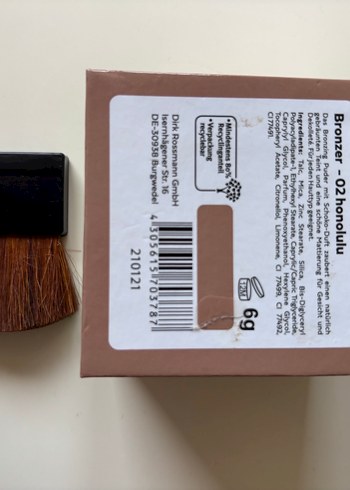 Bronzer – 02 honolulu
Das Bronzing Puder mit Schoko-Duft zaubert einen natürlich
gebräunten Teint und eine schöne Mattierung für Gesicht und
Dekolleté. Für jeden Hauttyp geeignet.
Ingredients: Talc, Mica, Zinc Stearate, Silica, Bis-Diglyceryl
Polyacyladipate-2, Ethylhexyl Stearate, Caprylic/Capric Triglyceride,
Caprylyl Glycol, Parfum, Phenoxyethanol, Hexylene Glycol,
Tocopheryl Acetate, Citronellol, Limonene, CI 77499, CI 77492,
CI 77491.
• Mindestens 80%
Recyclinganteil
• Verpackung
recyclebar
12M
6g
Dirk Rossmann GmbH
Isernhägener Str. 16
DE-30938 Burgwedel
4 305615 703787
210121